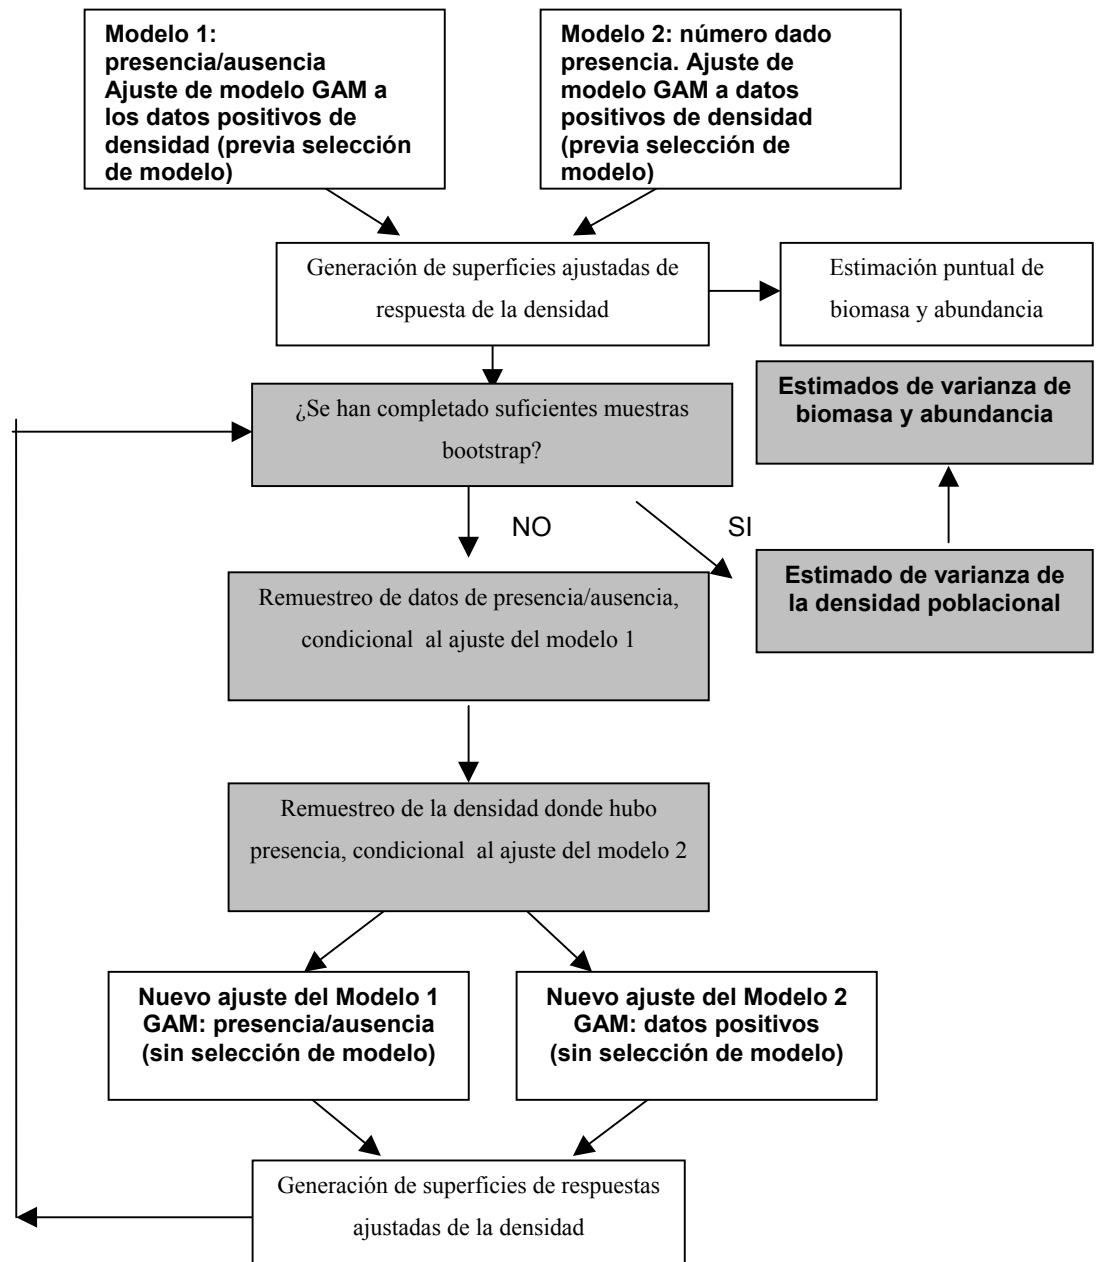 Modelo 1:
presencia/ausencia
Ajuste de modelo GAM a
los datos positivos de
densidad (previa selección
de modelo)
Modelo 2: número dado
presencia. Ajuste de
modelo GAM a datos
positivos de densidad
(previa selección de
modelo)
Generación de superficies ajustadas de
respuesta de la densidad
Estimación puntual de
biomasa y abundancia
¿Se han completado suficientes muestras
bootstrap?
Estimados de varianza de
biomasa y abundancia
NO
SI
Estimado de varianza de
la densidad poblacional
Remuestreo de datos de presencia/ausencia,
condicional al ajuste del modelo 1
Remuestreo de la densidad donde hubo
presencia, condicional al ajuste del modelo 2
Nuevo ajuste del Modelo 1
GAM: presencia/ausencia
(sin selección de modelo)
Nuevo ajuste del Modelo 2
GAM: datos positivos
(sin selección de modelo)
Generación de superficies de respuestas
ajustadas de la densidad